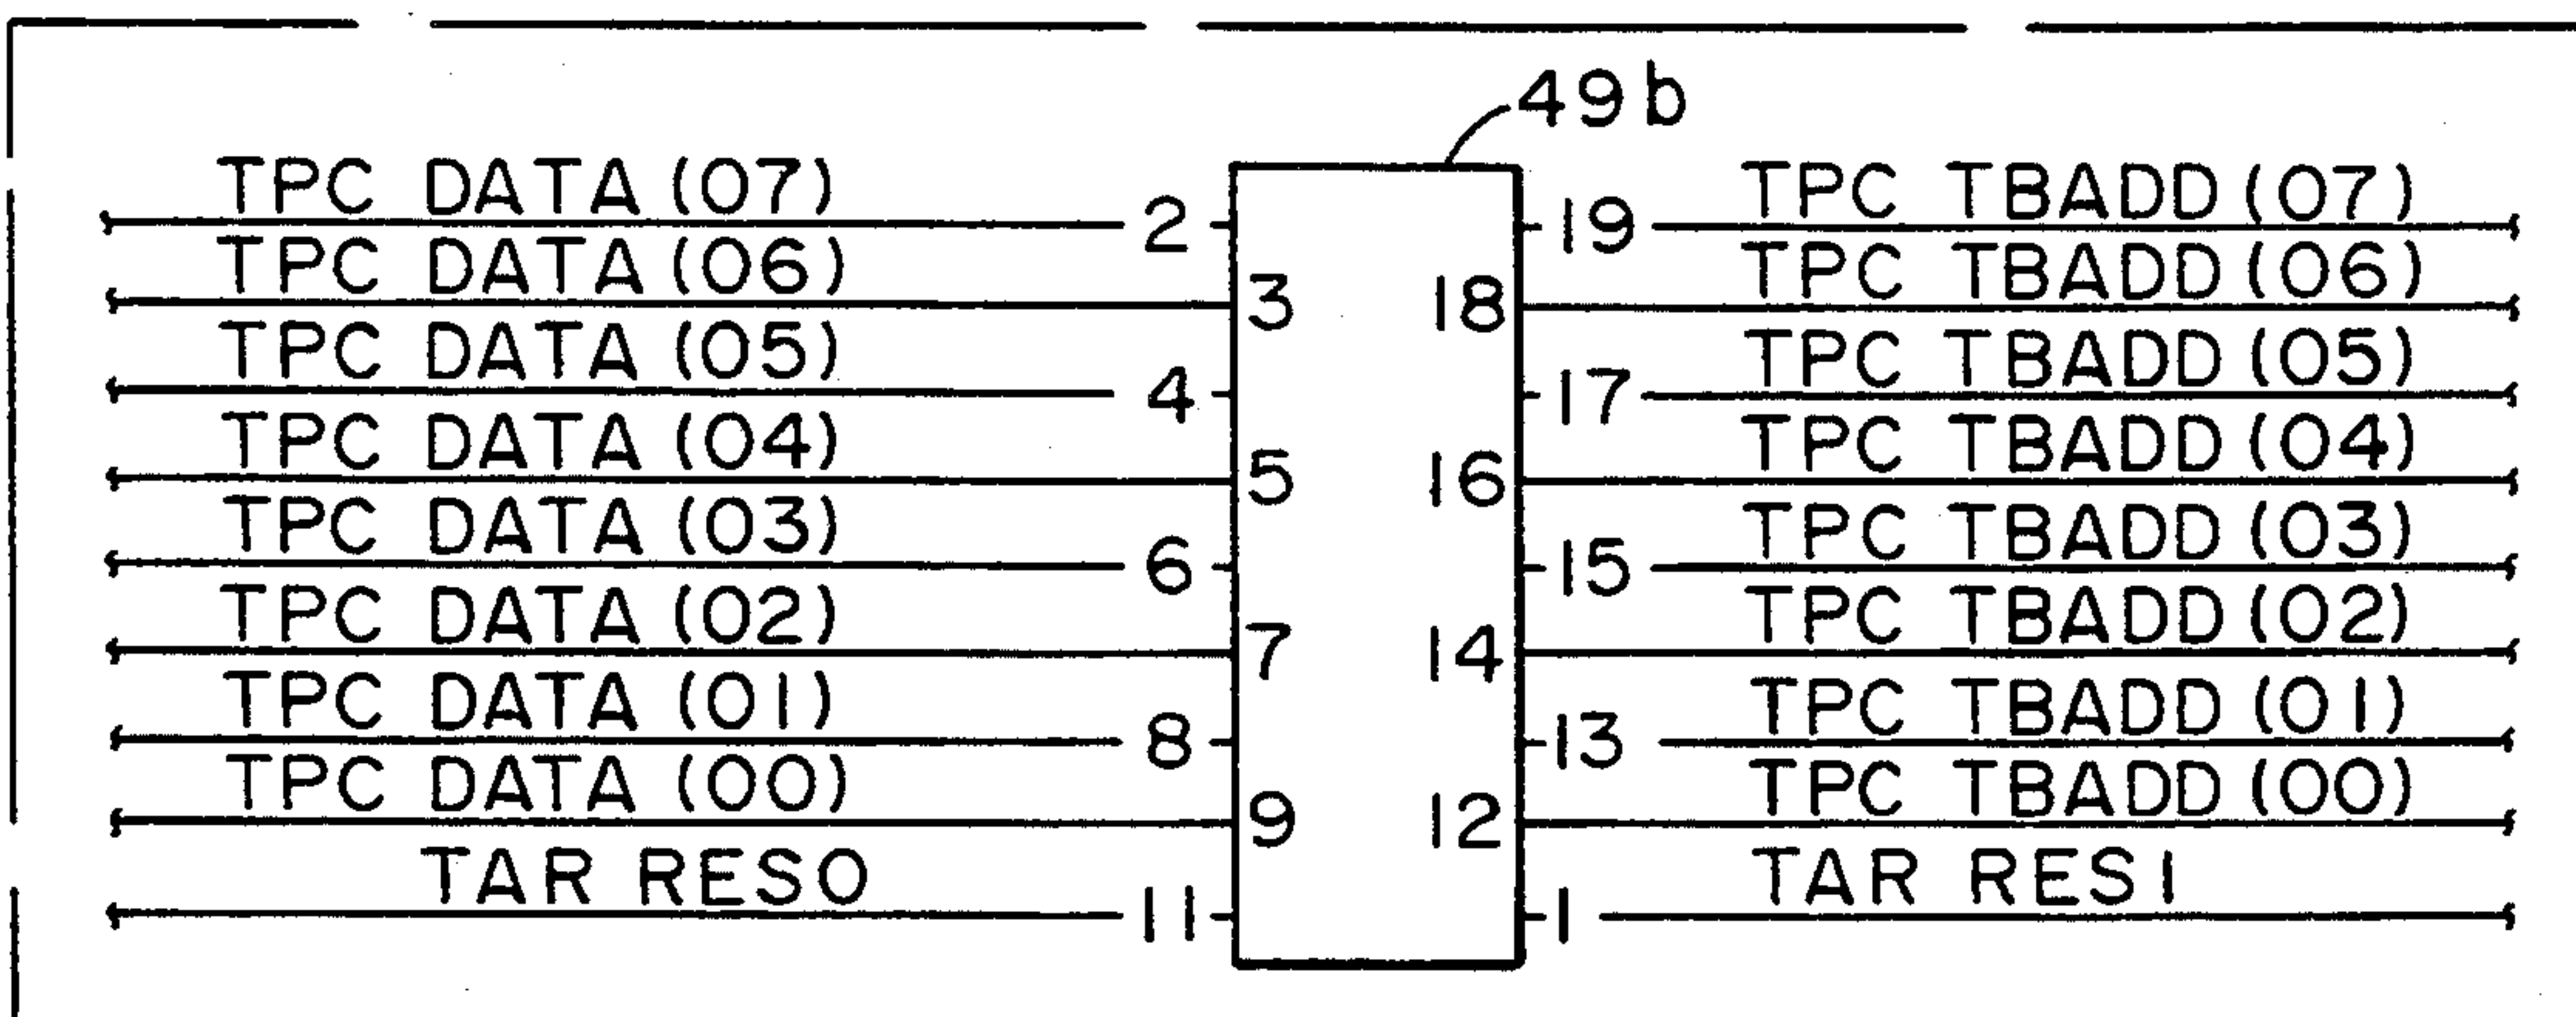 49b
TPC DATA (07) 2 19 TPC TBADD (07)
TPC DATA (06) 3 18 TPC TBADD (06)
TPC DATA (05) 4 17 TPC TBADD (05)
TPC DATA (04) 5 16 TPC TBADD (04)
TPC DATA (03) 6 15 TPC TBADD (03)
TPC DATA (02) 7 14 TPC TBADD (02)
TPC DATA (01) 8 13 TPC TBADD (01)
TPC DATA (00) 9 12 TPC TBADD (00)
TAR RESO 11 1 TAR RES1